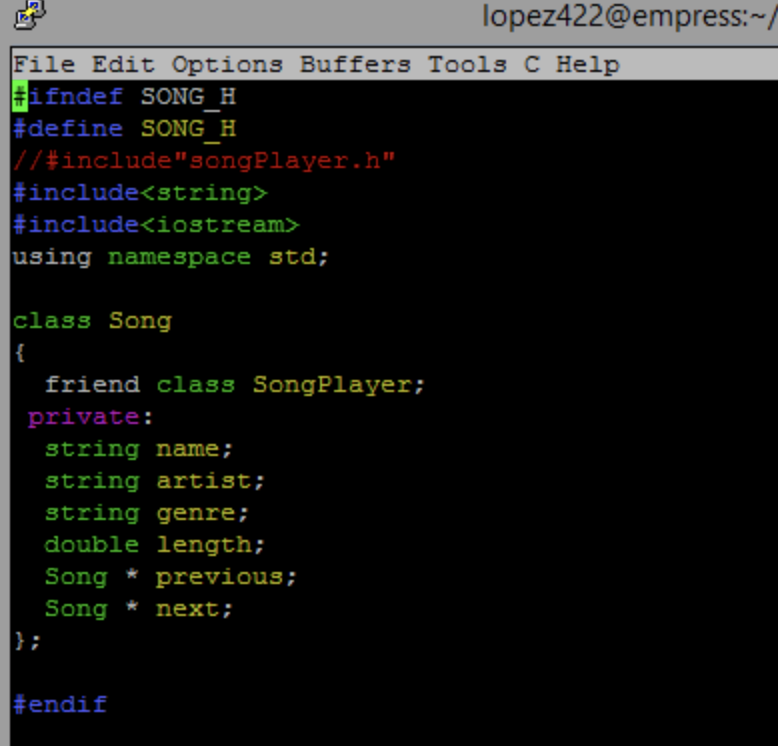 lopez422@empress:~/
File Edit Options Buffers Tools C Help
#ifndef SONG_H
#define SONG_H
//#include"songPlayer.h"
#include<string>
#include<iostream>
using namespace std;

class Song
{
  friend class SongPlayer;
 private:
  string name;
  string artist;
  string genre;
  double length;
  Song * previous;
  Song * next;
};

#endif